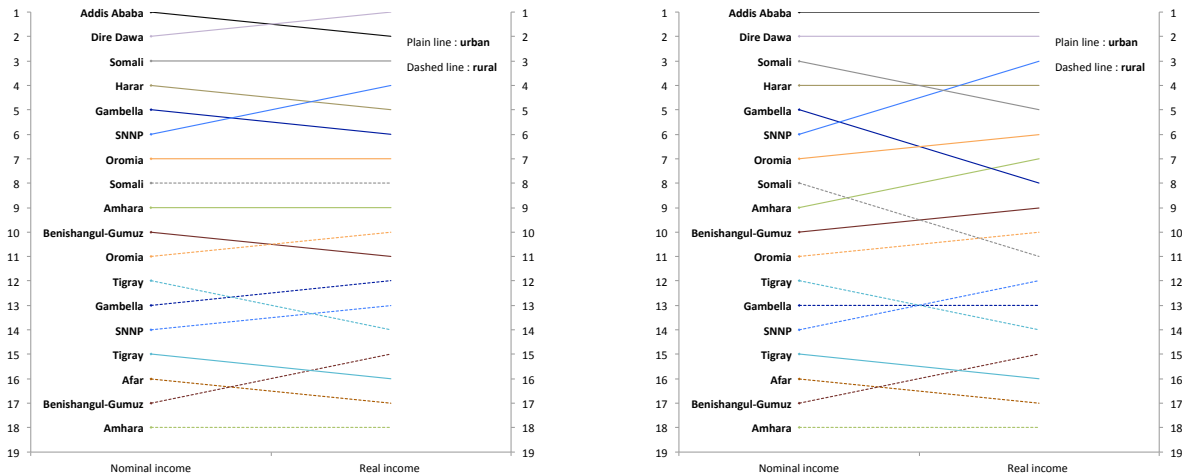 1 Addis Ababa 1
2 Dire Dawa 2
Plain line : urban
3 Somali 3
Dashed line : rural
4 Harar 4
5 Gambella 5
6 SNNP 6
7 Oromia 7
8 Somali 8
9 Amhara 9
10 Benishangul-Gumuz 10
11 Oromia 11
12 Tigray 12
13 Gambella 13
14 SNNP 14
15 Tigray 15
16 Afar 16
17 Benishangul-Gumuz 17
18 Amhara 18
19 19
Nominal income Real income
1 Addis Ababa 1
2 Dire Dawa 2
Plain line : urban
3 Somali 3
Dashed line : rural
4 Harar 4
5 Gambella 5
6 SNNP 6
7 Oromia 7
8 Somali 8
9 Amhara 9
10 Benishangul-Gumuz 10
11 Oromia 11
12 Tigray 12
13 Gambella 13
14 SNNP 14
15 Tigray 15
16 Afar 16
17 Benishangul-Gumuz 17
18 Amhara 18
19 19
Nominal income Real income